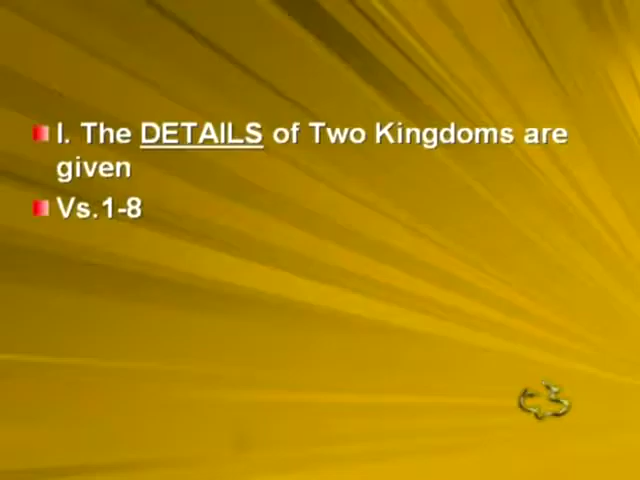 I. The DETAILS of Two Kingdoms are
given
Vs.1-8